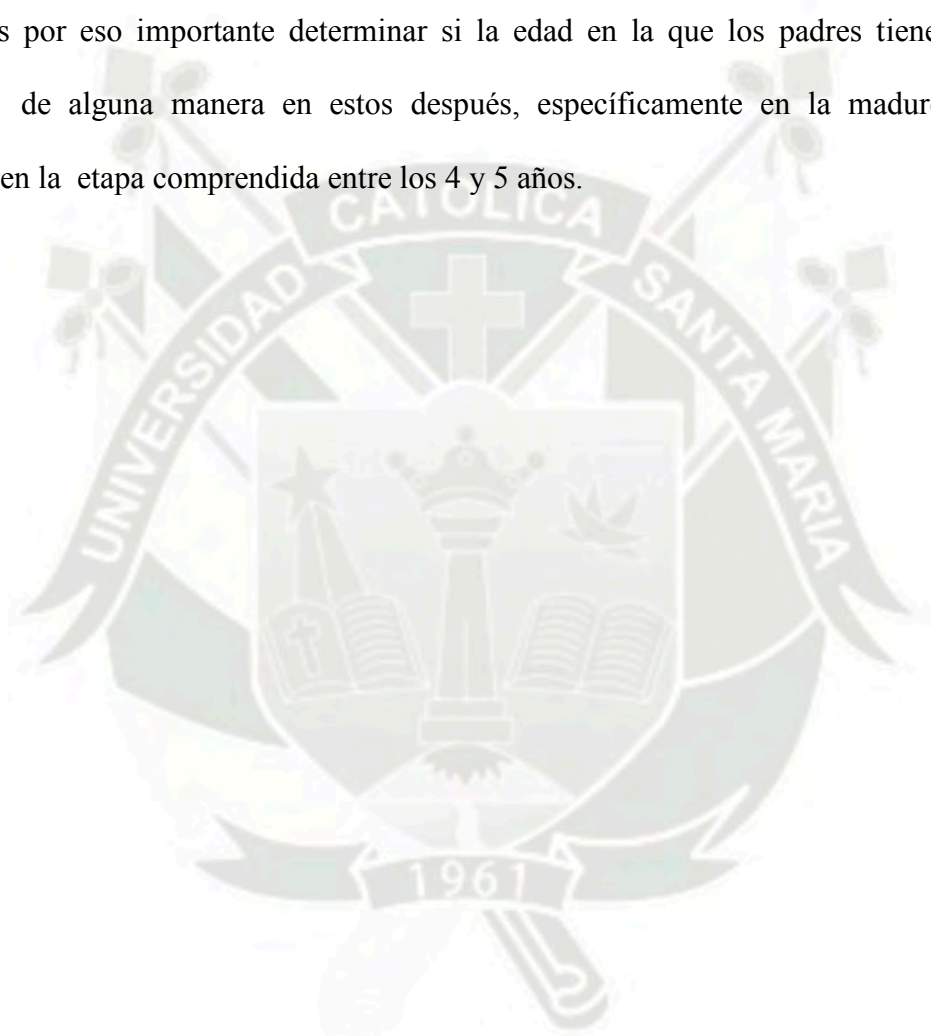 s por eso importante determinar si la edad en la que los padres tiene
de alguna manera en estos después, específicamente en la madur
en la etapa comprendida entre los 4 y 5 años.
UNIVERSIDAD CATOLICA SANTA MARIA
1961